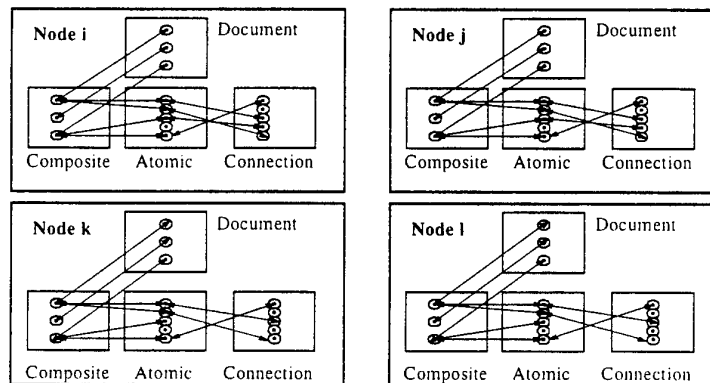 Node i
Document
Composite Atomic Connection
Node j
Document
Composite Atomic Connection
Node k
Document
Composite Atomic Connection
Node l
Document
Composite Atomic Connection